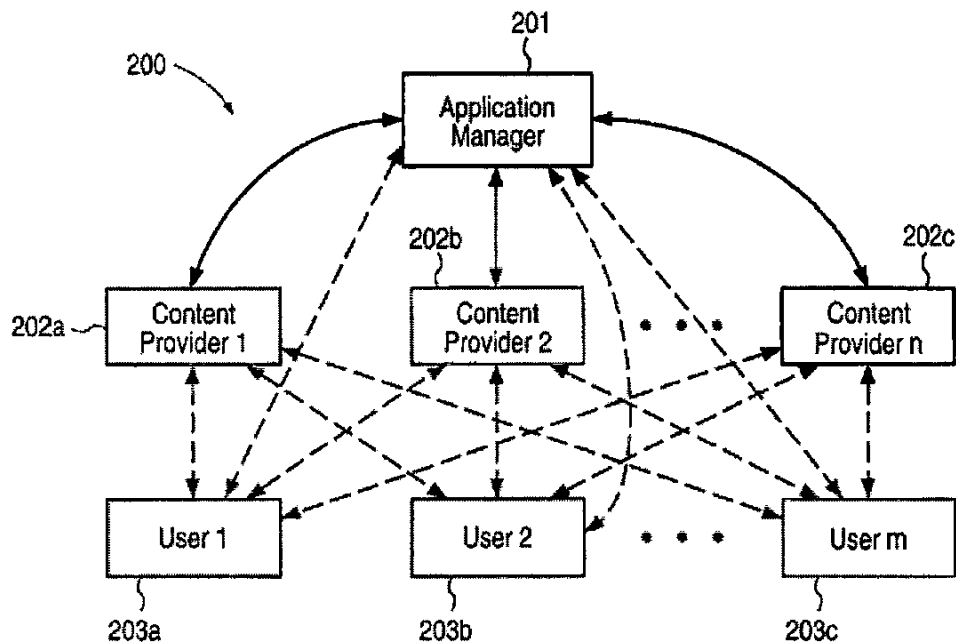 201
200
Application
Manager
202b
202c
202a
Content
Provider 1
Content
Provider 2
Content
Provider n
User 1
User 2
User m
203a
203b
203c